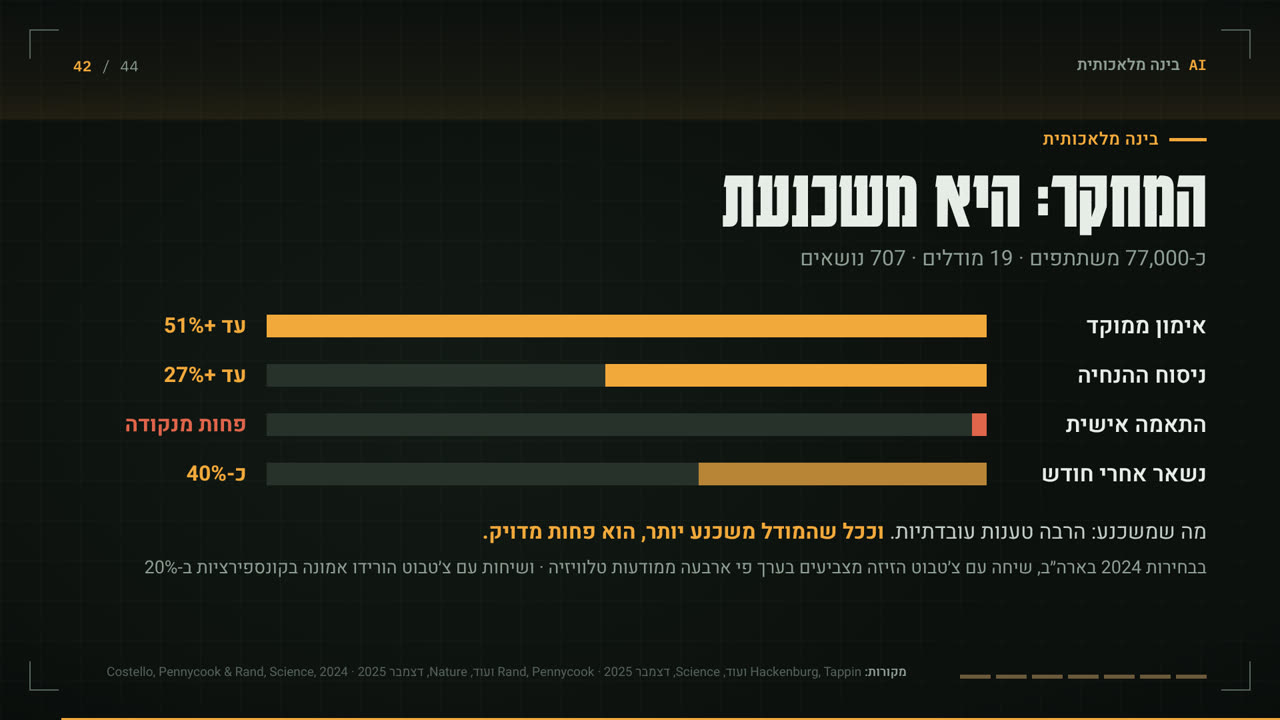 AI בינה מלאכותית
42 / 44
בינה מלאכותית
המחקר: היא משכנעת
כ-77,000 משתתפים · 19 מודלים · 707 נושאים
אימון ממוקד עד +51%
ניסוח ההנחיה עד +27%
התאמה אישית פחות מנקודה
נשאר אחרי חודש כ-40%
מה שמשכנע: הרבה טענות עובדתיות. וככל שהמודל משכנע יותר, הוא פחות מדויק.
בבחירות 2024 בארה״ב, שיחה עם צ׳טבוט הזיזה מצביעים בערך פי ארבעה ממודעות טלוויזיה · ושיחות עם צ׳טבוט הורידו אמונה בקונספירציות ב-20%
מקורות: Hackenburg, Tappin ועוד, Science, דצמבר 2025 · Rand, Pennycook ועוד, Nature, דצמבר 2025 · Costello, Pennycook & Rand, Science, 2024